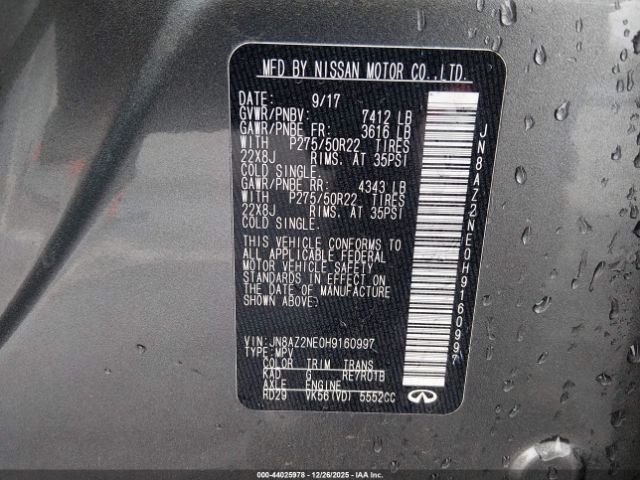 MFD BY NISSAN MOTOR CO.,LTD.
DATE: 9/17
GVWR/PNBV: 7412 LB
GAWR/PNBE FR: 3616 LB
WITH P275/50R22 TIRES
22X8J RIMS. AT 35PSI
COLD SINGLE.
GAWR/PNBE RR: 4343 LB
WITH P275/50R22 TIRES
22X8J RIMS. AT 35PSI
COLD SINGLE.
THIS VEHICLE CONFORMS TO
ALL APPLICABLE FEDERAL
MOTOR VEHICLE SAFETY
STANDARDS IN EFFECT ON
THE DATE OF MANUFACTURE
SHOWN ABOVE.
VIN: JN8AZ2NE0H9160997
TYPE: MPV
COLOR TRIM TRANS
KAD G RE7R01B
AXLE ENGINE
RD29 VK56(VD) 5552CC
JN8AZ2NE0H9160997
INFINITI
000-44025978 - 12/26/2025 - IAA